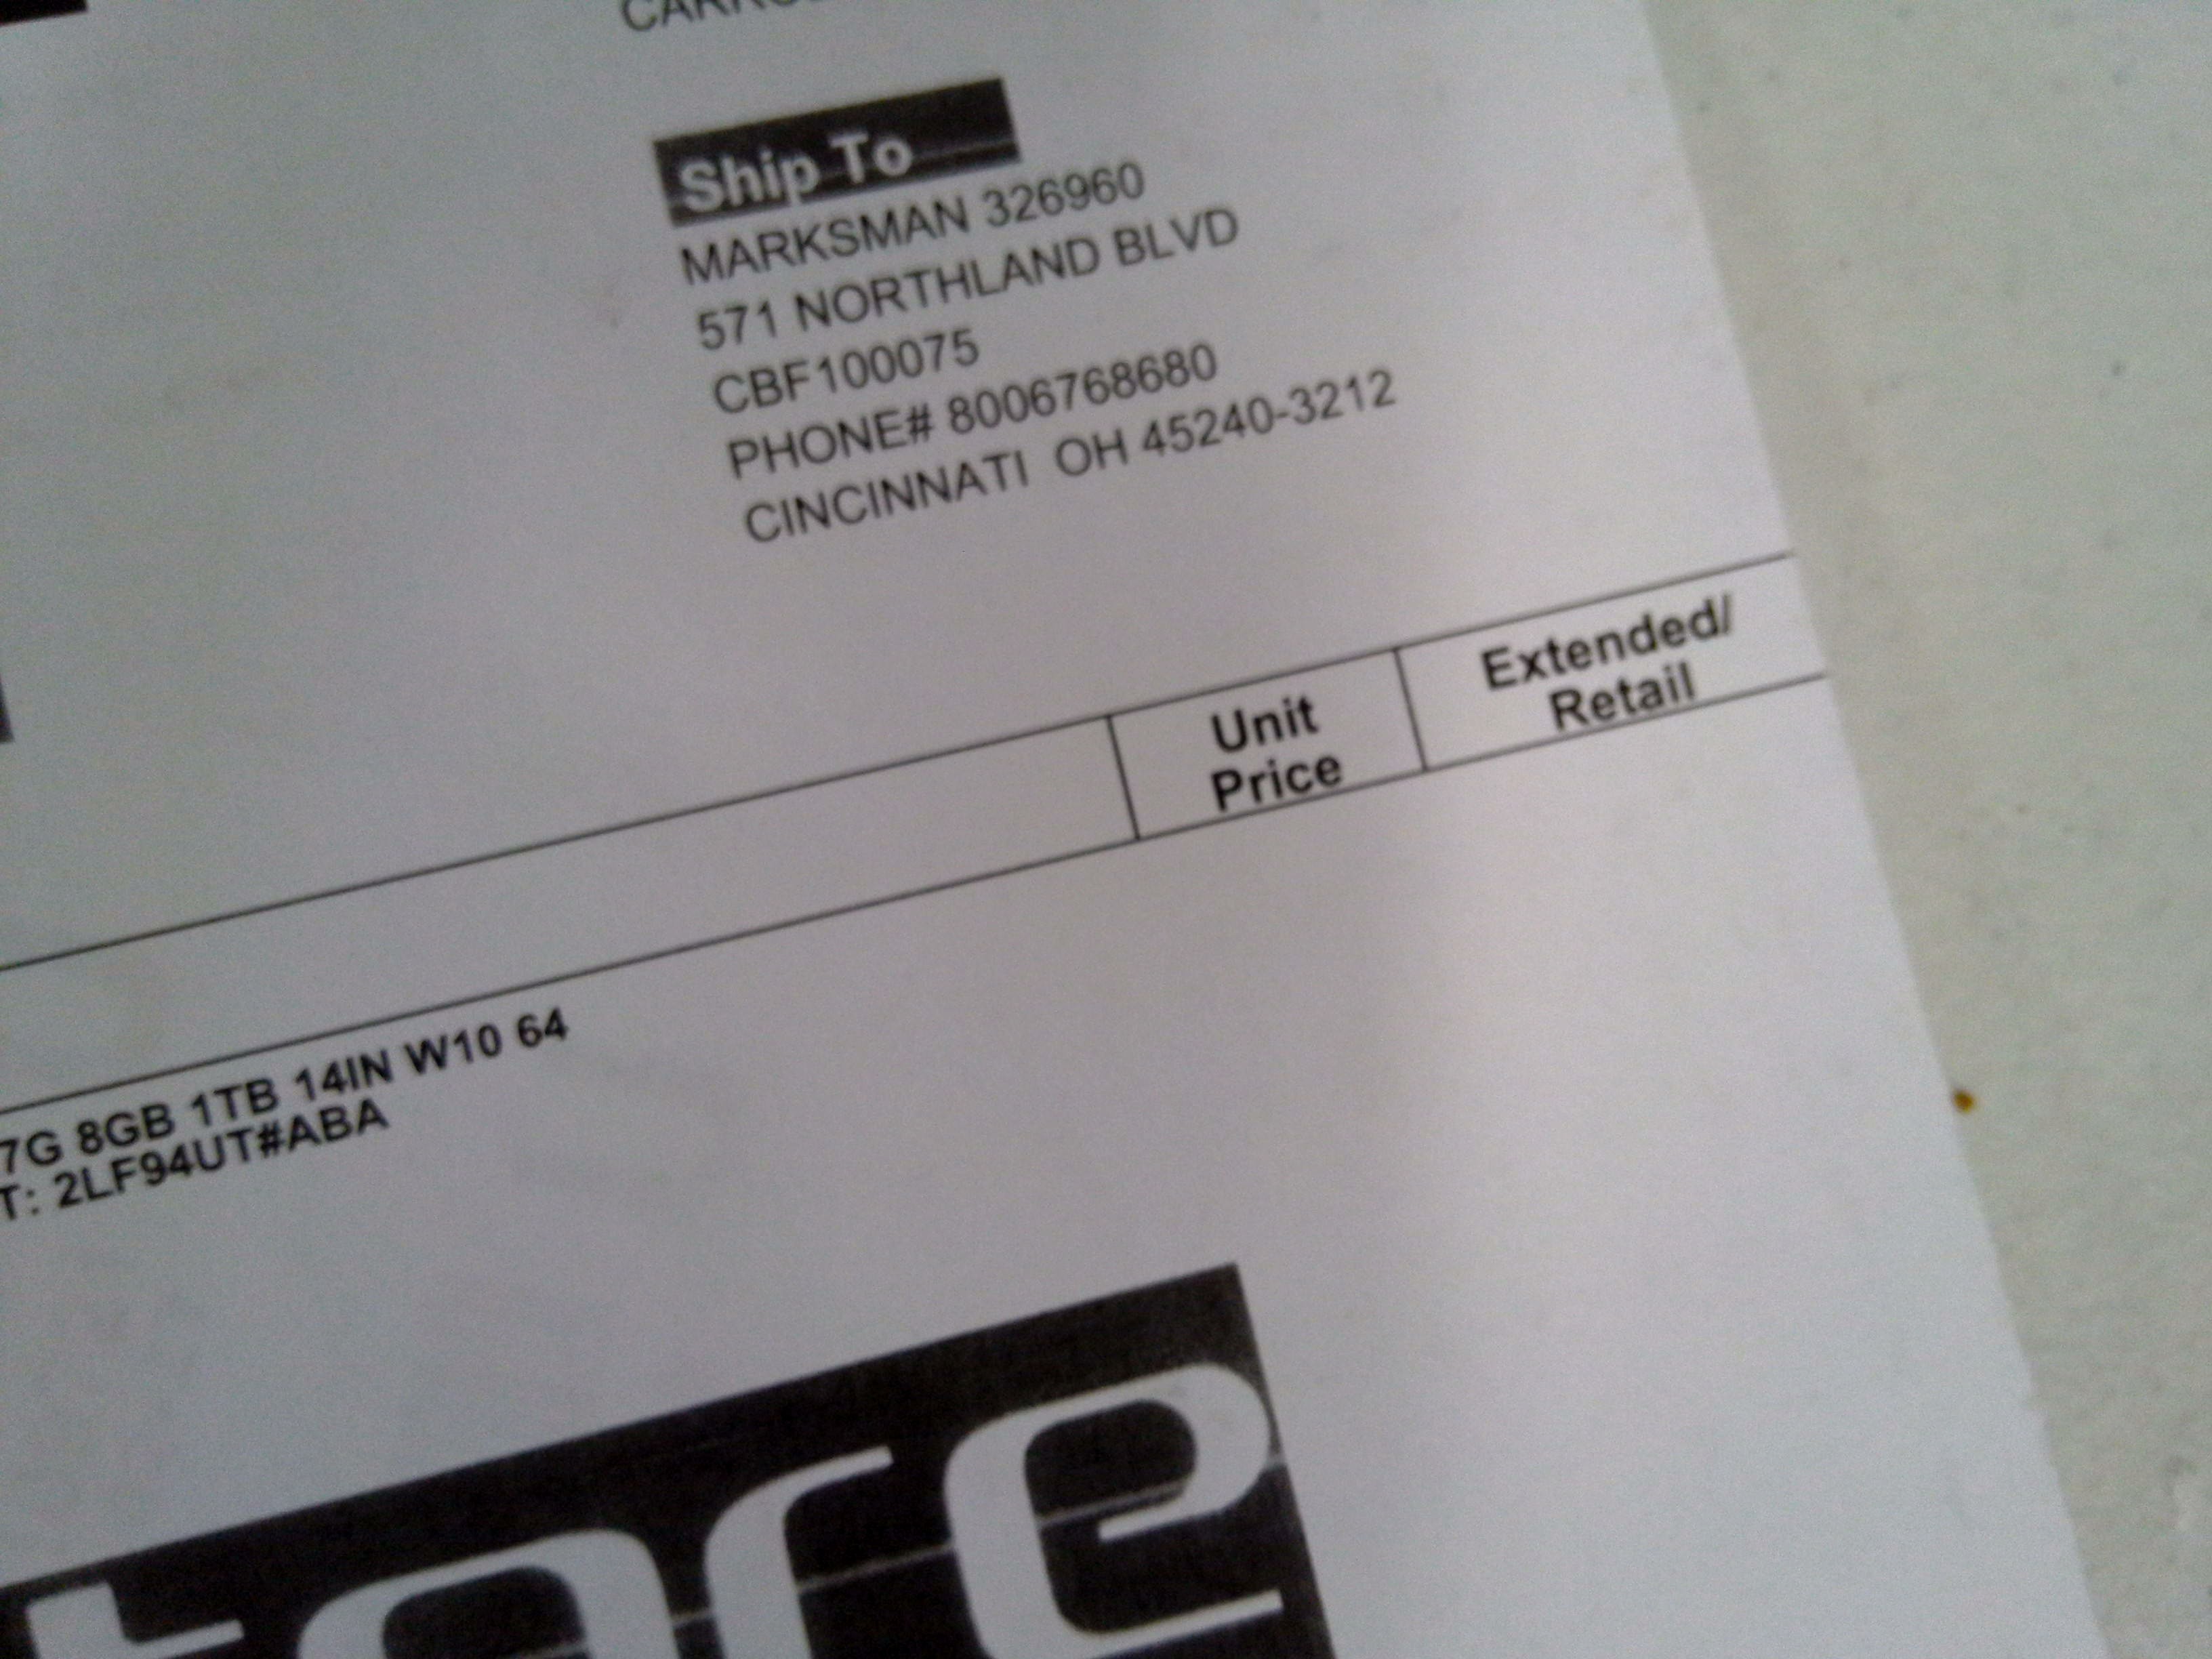 Ship To
MARKSMAN 326960
571 NORTHLAND BLVD
CBF100075
PHONE# 8006768680
CINCINNATI OH 45240-3212
Unit
Price
Extended/
Retail
7G 8GB 1TB 14IN W10 64
T: 2LF94UT#ABA